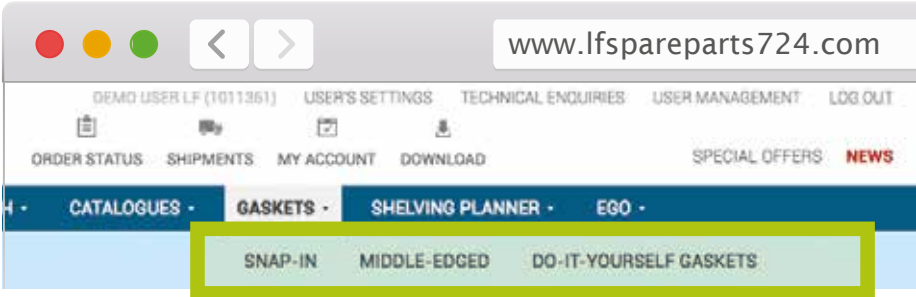 www.lfspareparts724.com
DEMO USER LF (1011361) USER'S SETTINGS TECHNICAL ENQUIRIES USER MANAGEMENT LOG OUT
ORDER STATUS SHIPMENTS MY ACCOUNT DOWNLOAD SPECIAL OFFERS NEWS
H - CATALOGUES - GASKETS - SHELVING PLANNER - EGO -
SNAP-IN MIDDLE-EDGED DO-IT-YOURSELF GASKETS